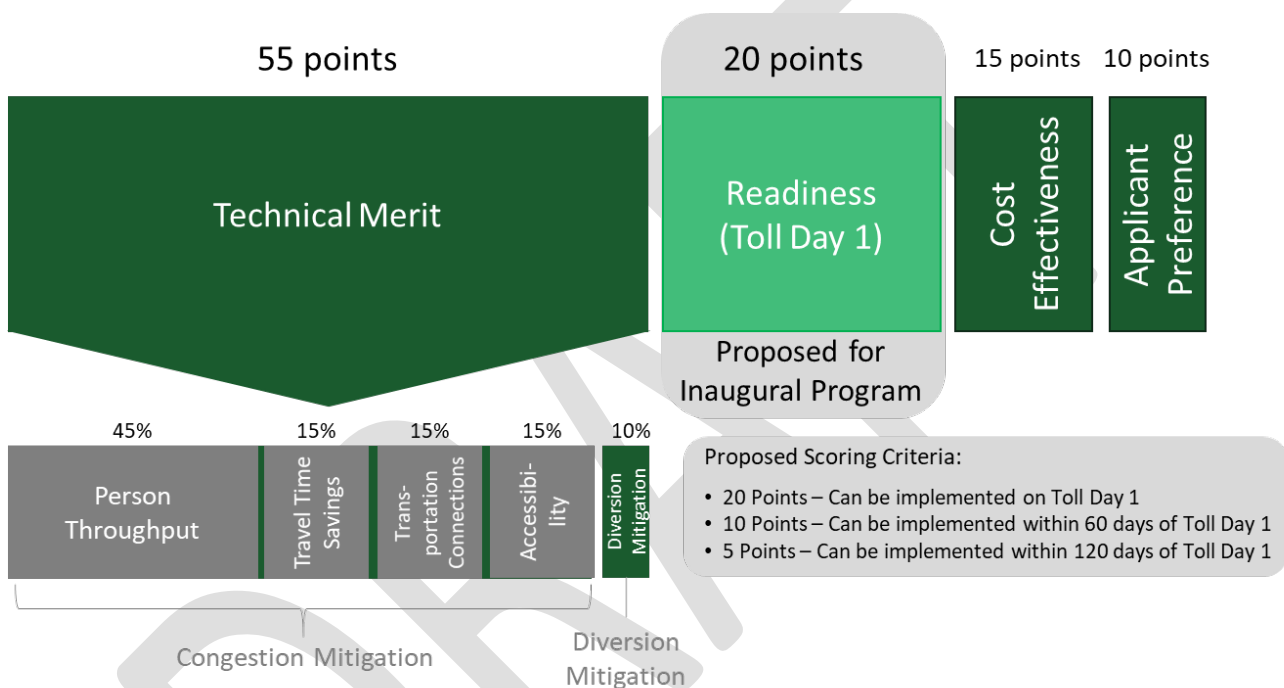 55 points
20 points
15 points
10 points
Technical Merit
Readiness
(Toll Day 1)
Cost
Effectiveness
Applicant
Preference
Proposed for
Inaugural Program
45%
15%
15%
15%
10%
Person
Throughput
Travel Time
Savings
Trans-
portation
Connections
Accessibi-
lity
Diversion
Mitigation
Proposed Scoring Criteria:
• 20 Points – Can be implemented on Toll Day 1
• 10 Points – Can be implemented within 60 days of Toll Day 1
• 5 Points – Can be implemented within 120 days of Toll Day 1
Congestion Mitigation
Diversion
Mitigation
DRAFT